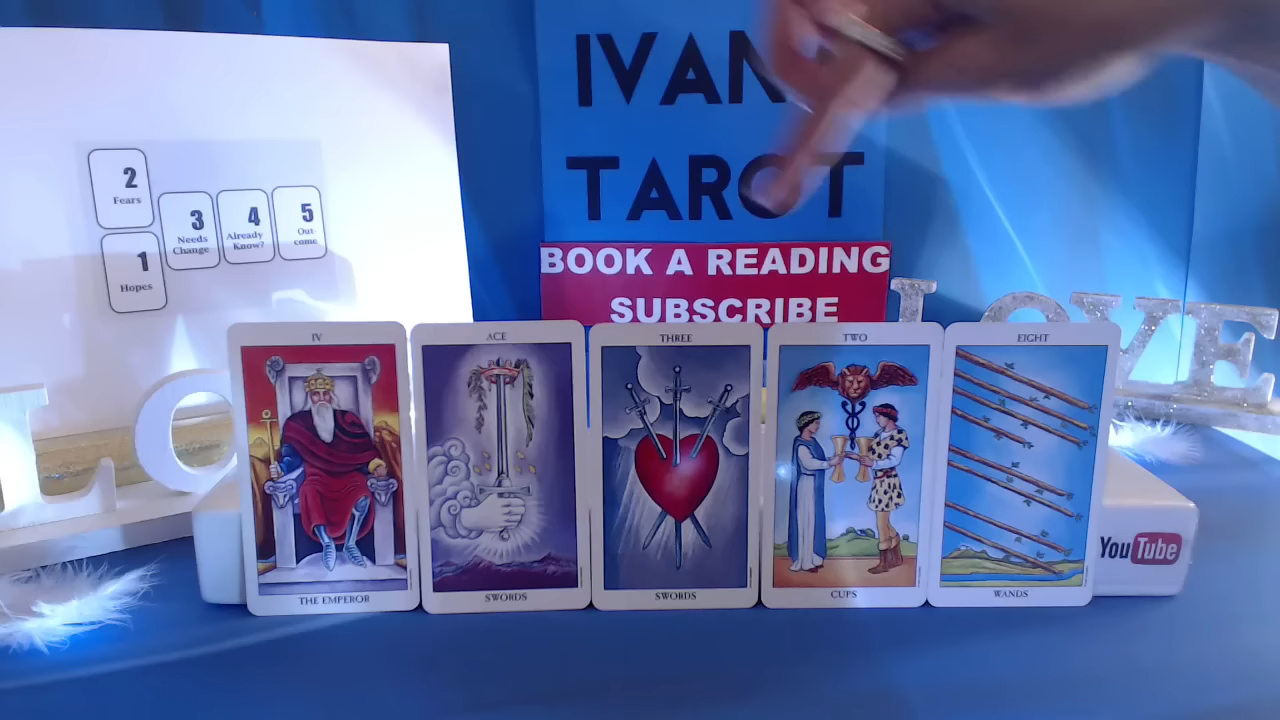 IVAN
TAROT
BOOK A READING
SUBSCRIBE
2
Fears
1
Hopes
3
Needs
Change
4
Already
Know?
5
Out-
come
LOVE
IV
THE EMPEROR
ACE
SWORDS
THREE
SWORDS
TWO
CUPS
EIGHT
WANDS
YouTube